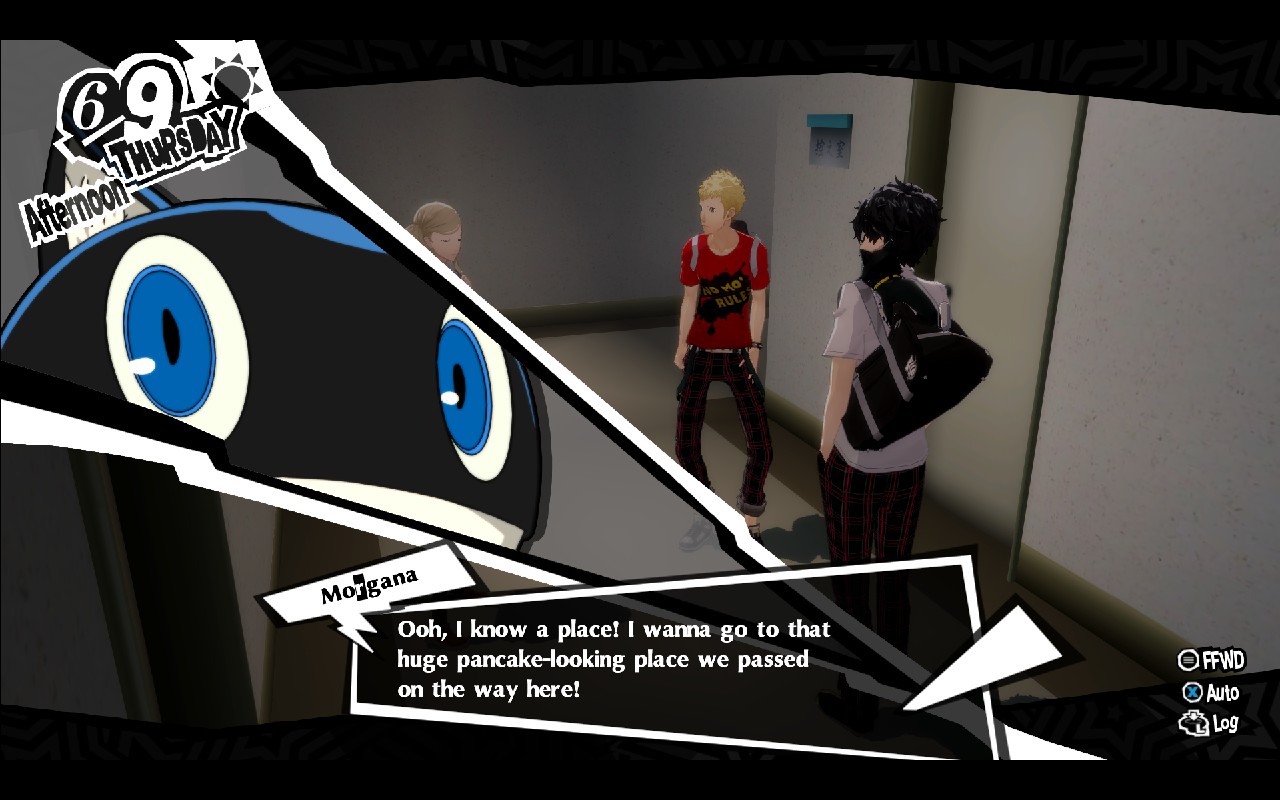 6/9
THURSDAY
Afternoon
NO MO'
RULES
Morgana
Ooh, I know a place! I wanna go to that
huge pancake-looking place we passed
on the way here!
FFWD
X Auto
L Log